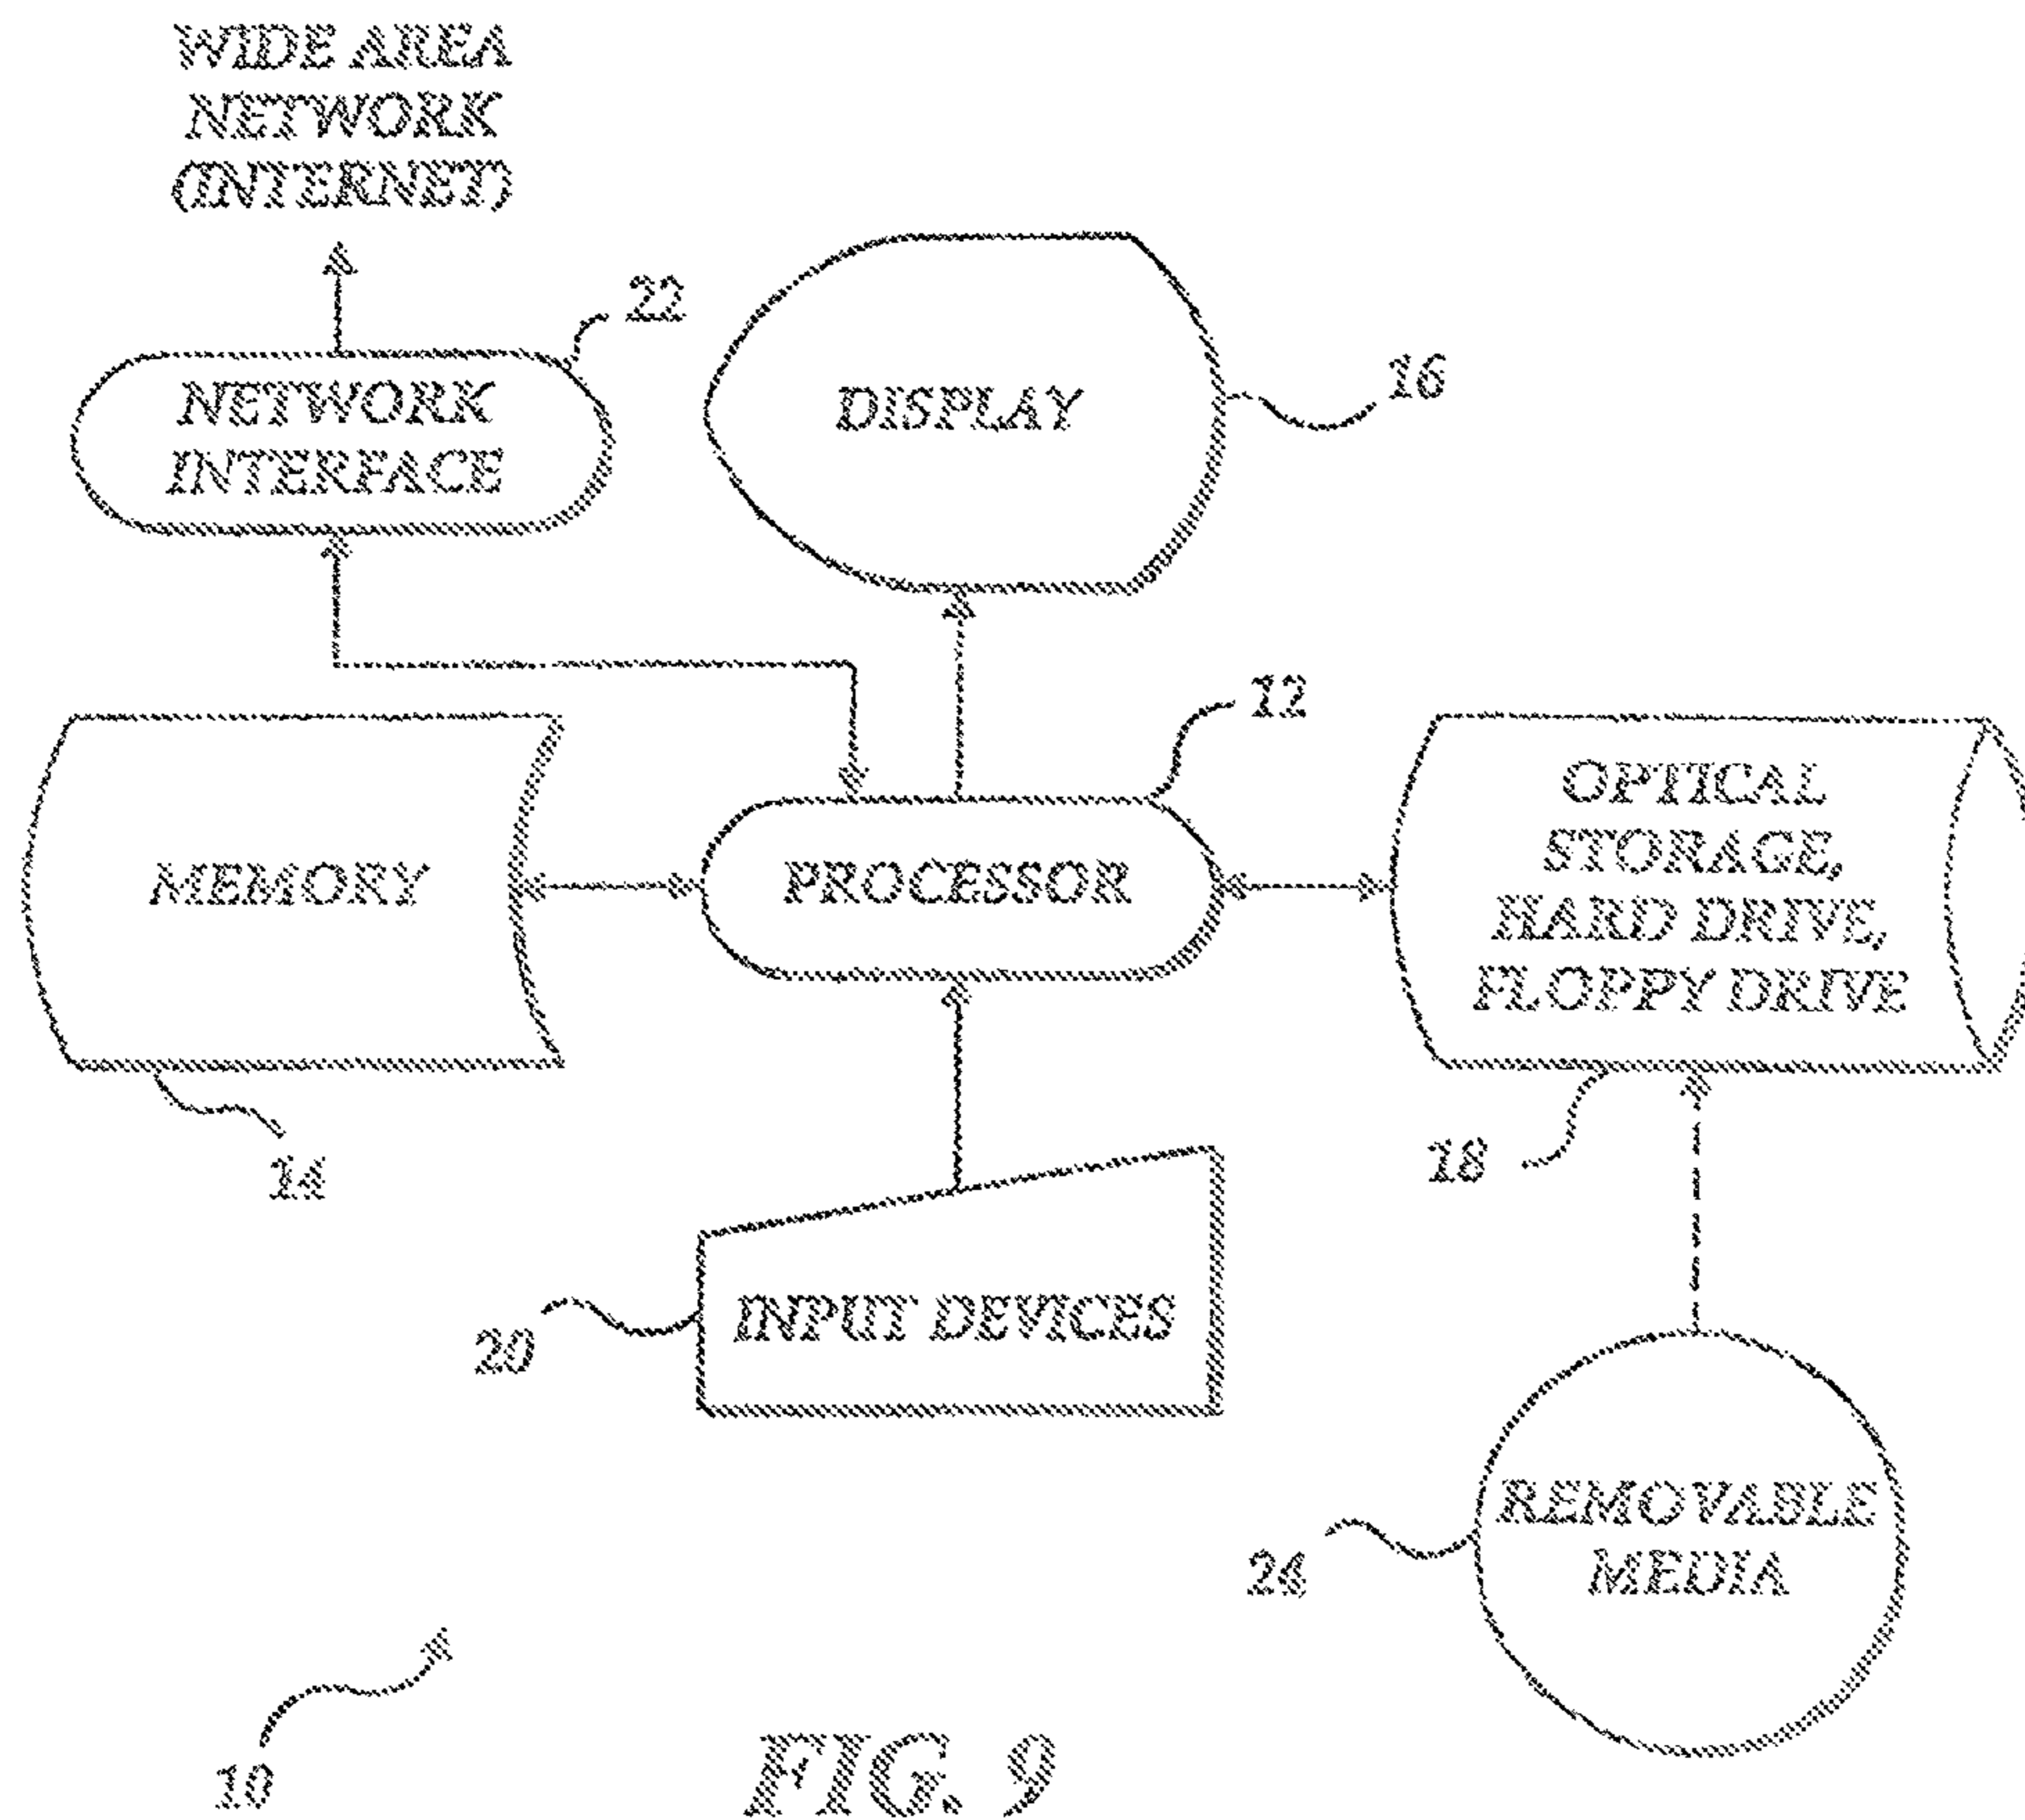 WIDE AREA
NETWORK
(INTERNET)
22
NETWORK
INTERFACE
DISPLAY
16
12
MEMORY
PROCESSOR
OPTICAL
STORAGE,
HARD DRIVE,
FLOPPY DRIVE
14
18
20
INPUT DEVICES
24
REMOVABLE
MEDIA
10
FIG. 9